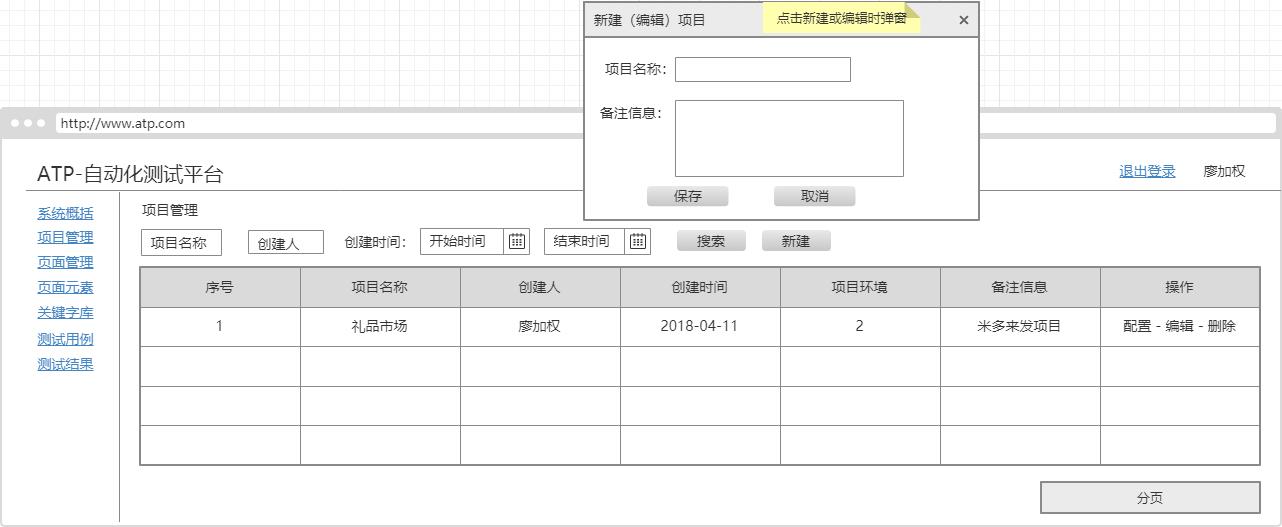 新建（编辑）项目
点击新建或编辑时弹窗
×
项目名称：
备注信息：
保存 取消
http://www.atp.com
ATP-自动化测试平台
退出登录 廖加权
系统概括
项目管理
页面管理
页面元素
关键字库
测试用例
测试结果
项目管理
项目名称 创建人 创建时间： 开始时间 结束时间 搜索 新建
序号 项目名称 创建人 创建时间 项目环境 备注信息 操作
1 礼品市场 廖加权 2018-04-11 2 米多来发项目 配置 - 编辑 - 删除
分页